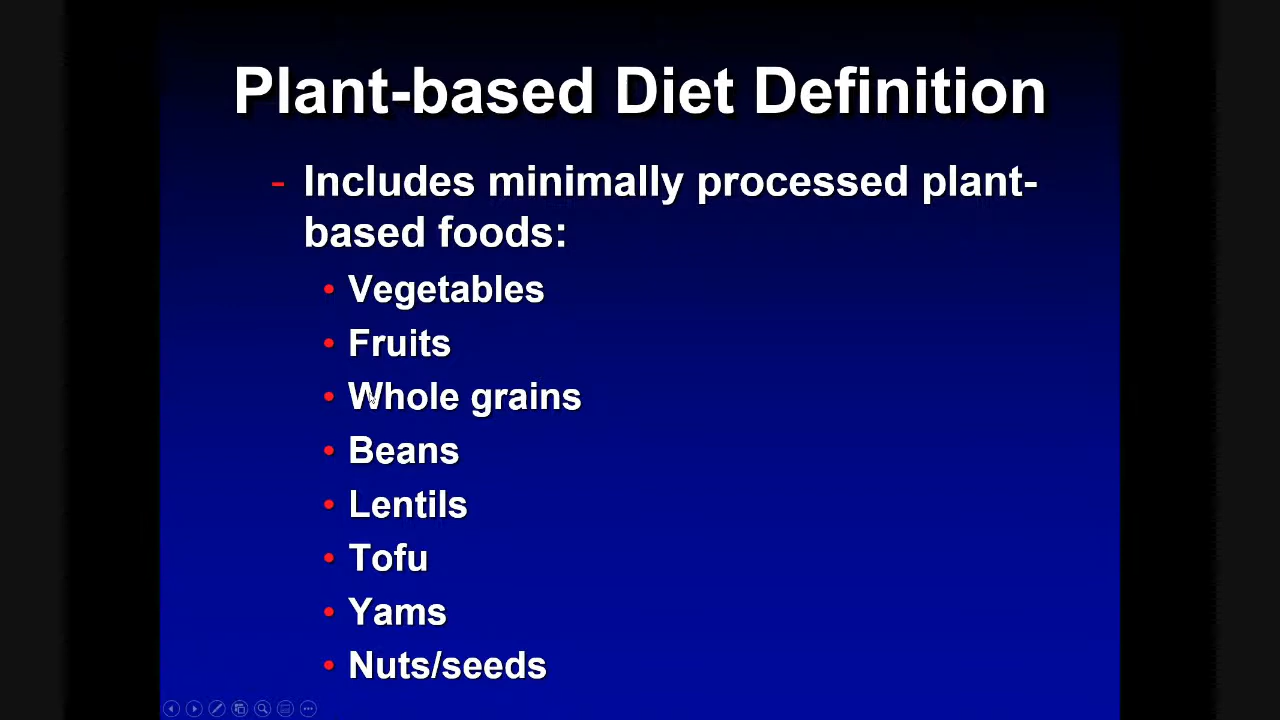 Plant-based Diet Definition
- Includes minimally processed plant-
based foods:
• Vegetables
• Fruits
• Whole grains
• Beans
• Lentils
• Tofu
• Yams
• Nuts/seeds